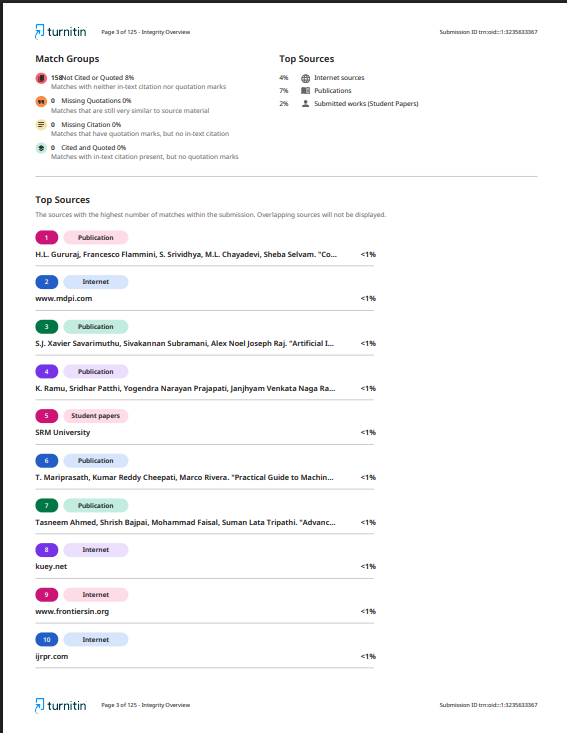 turnitin Page 3 of 125 - Integrity Overview Submission ID trn:oid:::1:3235633367
Match Groups
158 Not Cited or Quoted 8%
Matches with neither in-text citation nor quotation marks
0 Missing Quotations 0%
Matches that are still very similar to source material
0 Missing Citation 0%
Matches that have quotation marks, but no in-text citation
0 Cited and Quoted 0%
Matches with in-text citation present, but no quotation marks
Top Sources
4% Internet sources
7% Publications
2% Submitted works (Student Papers)
Top Sources
The sources with the highest number of matches within the submission. Overlapping sources will not be displayed.
1 Publication
H.L. Gururaj, Francesco Flammini, S. Srividhya, M.L. Chayadevi, Sheba Selvam. "Co... <1%
2 Internet
www.mdpi.com <1%
3 Publication
S.J. Xavier Savarimuthu, Sivakannan Subramani, Alex Noel Joseph Raj. "Artificial I... <1%
4 Publication
K. Ramu, Sridhar Patthi, Yogendra Narayan Prajapati, Janjhyam Venkata Naga Ra... <1%
5 Student papers
SRM University <1%
6 Publication
T. Mariprasath, Kumar Reddy Cheepati, Marco Rivera. "Practical Guide to Machin... <1%
7 Publication
Tasneem Ahmed, Shrish Bajpai, Mohammad Faisal, Suman Lata Tripathi. "Advanc... <1%
8 Internet
kuey.net <1%
9 Internet
www.frontiersin.org <1%
10 Internet
ijrpr.com <1%
turnitin Page 3 of 125 - Integrity Overview Submission ID trn:oid:::1:3235633367